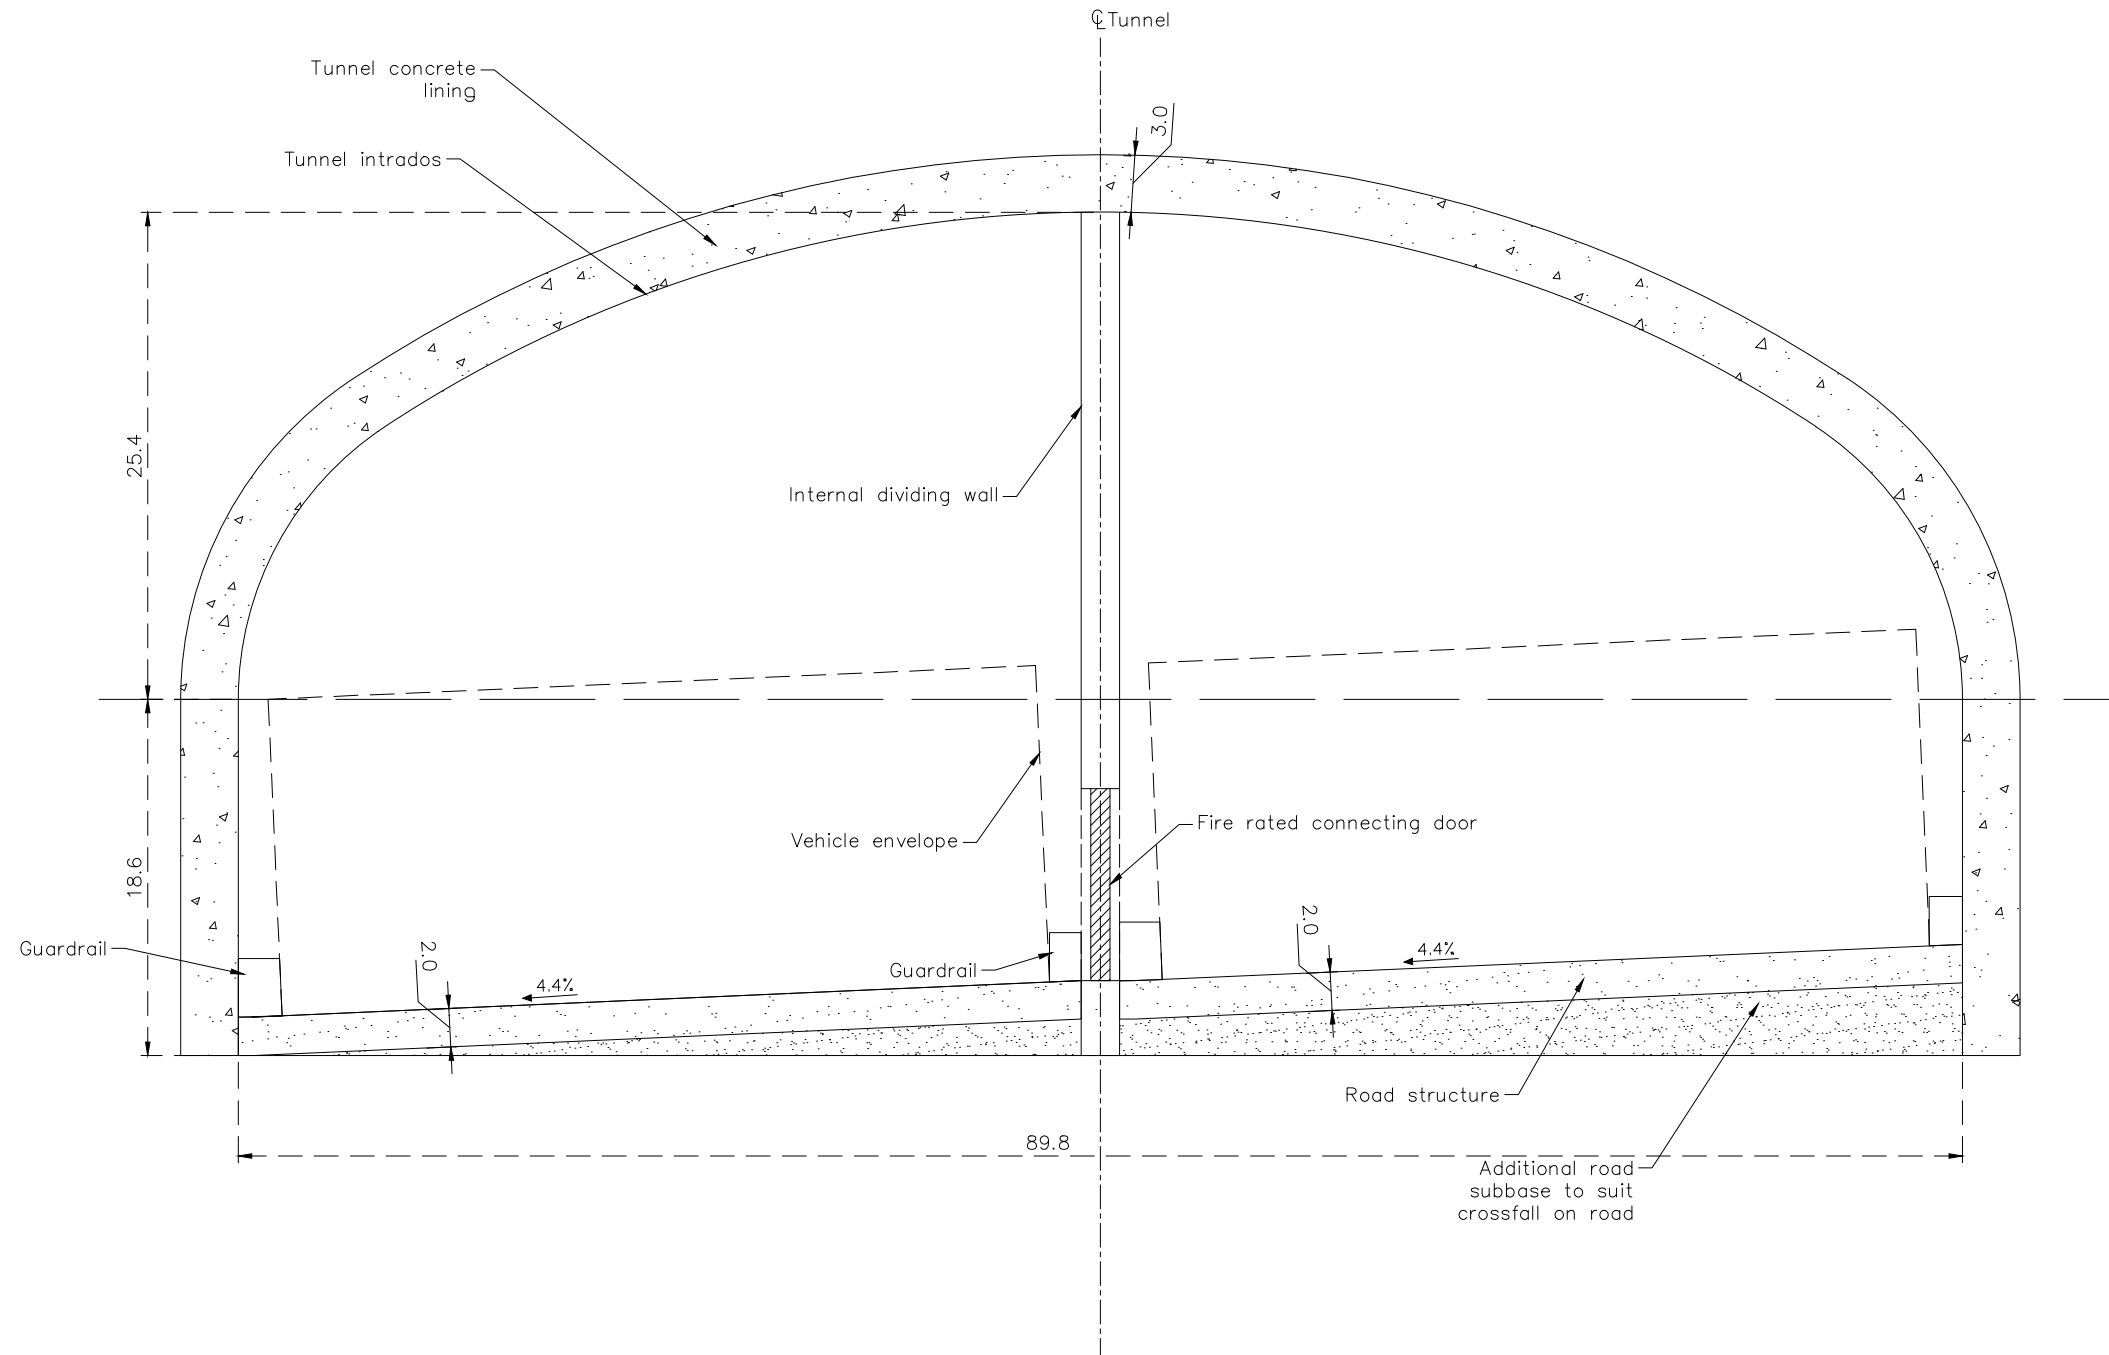 ℄ Tunnel
Tunnel concrete
lining
3.0
Tunnel intrados
25.4
Internal dividing wall
Fire rated connecting door
Vehicle envelope
18.6
2.0
2.0
Guardrail
4.4%
Guardrail
4.4%
Road structure
89.8
Additional road
subbase to suit
crossfall on road